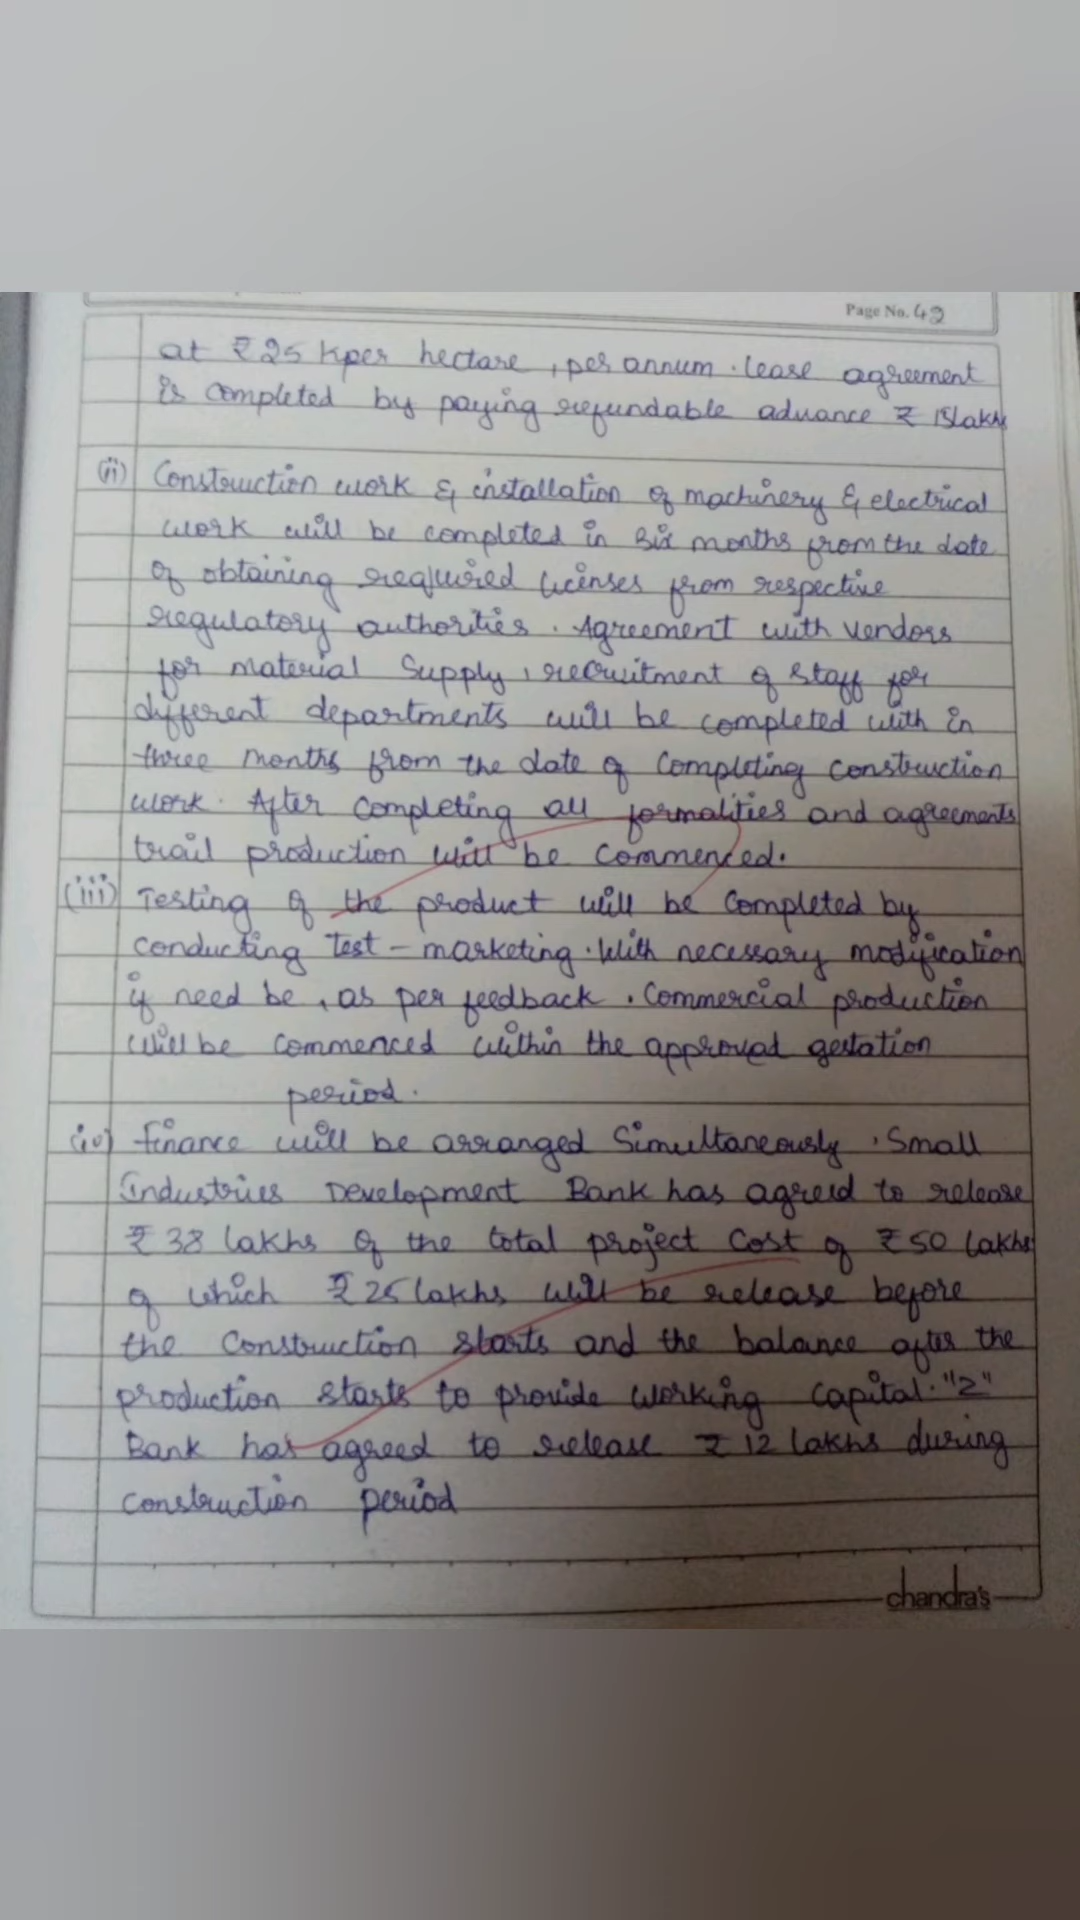 Page No. 42
at ₹25 K per hectare, per annum. lease agreement
is completed by paying refundable advance ₹ 15lakhs
(ii) Construction work & installation of machinery & electrical
work will be completed in six months from the date
of obtaining required licenses from respective
regulatory authorities. Agreement with vendors
for material Supply, recruitment of staff for
different departments will be completed with in
three months from the date of completing construction
work. After completing all formalities and agreements
trail production will be commenced.
(iii) Testing of the product will be completed by
conducting test - marketing. With necessary modification
if need be, as per feedback. Commercial production
will be commenced within the approved gestation
period.
(iv) finance will be arranged Simultaneously. Small
Industries Development Bank has agreed to release
₹ 38 lakhs of the total project cost of ₹ 50 lakhs
of which ₹ 25 lakhs will be release before
the Construction starts and the balance after the
production starts to provide working capital. "Z"
Bank has agreed to release ₹ 12 lakhs during
construction period
chandra's